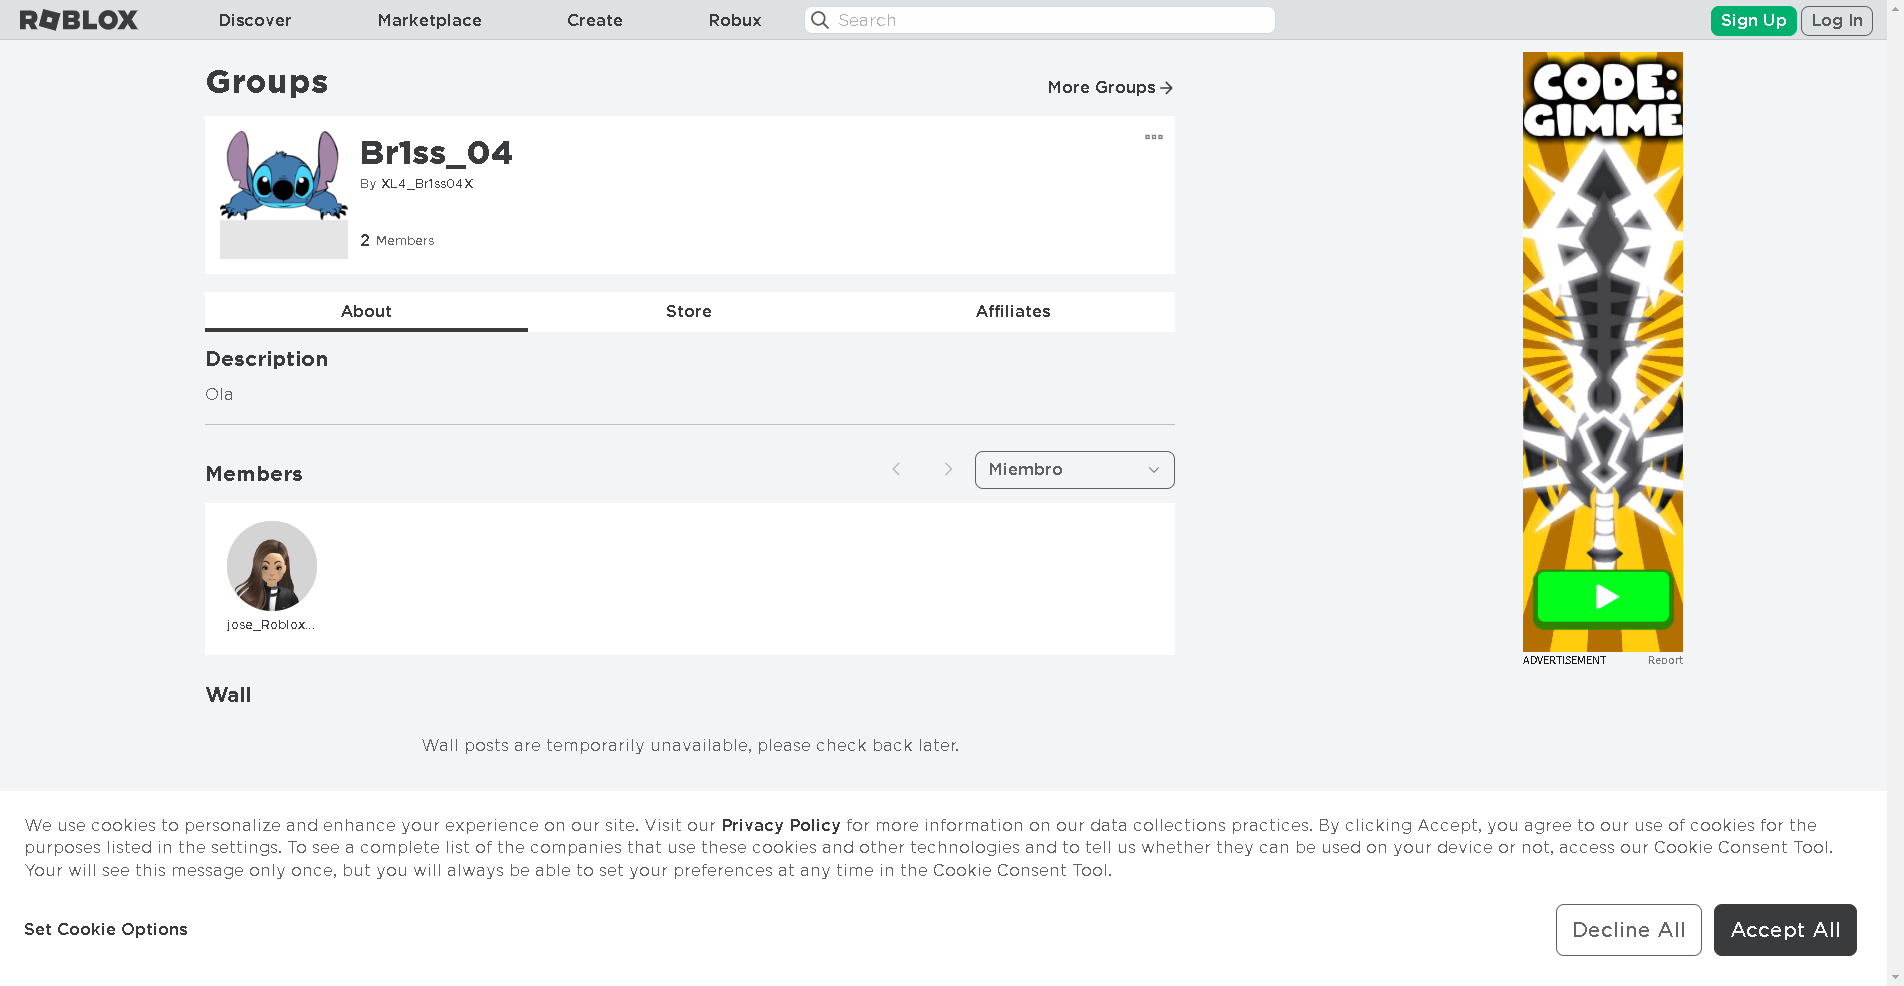 ROBLOX
Discover
Marketplace
Create
Robux
Search
Sign Up
Log In
Groups
More Groups
Br1ss_04
By XL4_Br1ss04X
2 Members
About
Store
Affiliates
Description
Ola
Members
Miembro
jose_Roblox...
Wall
Wall posts are temporarily unavailable, please check back later.
CODE:
GIMME
ADVERTISEMENT
Report
We use cookies to personalize and enhance your experience on our site. Visit our Privacy Policy for more information on our data collections practices. By clicking Accept, you agree to our use of cookies for the
purposes listed in the settings. To see a complete list of the companies that use these cookies and other technologies and to tell us whether they can be used on your device or not, access our Cookie Consent Tool.
Your will see this message only once, but you will always be able to set your preferences at any time in the Cookie Consent Tool.
Set Cookie Options
Decline All
Accept All